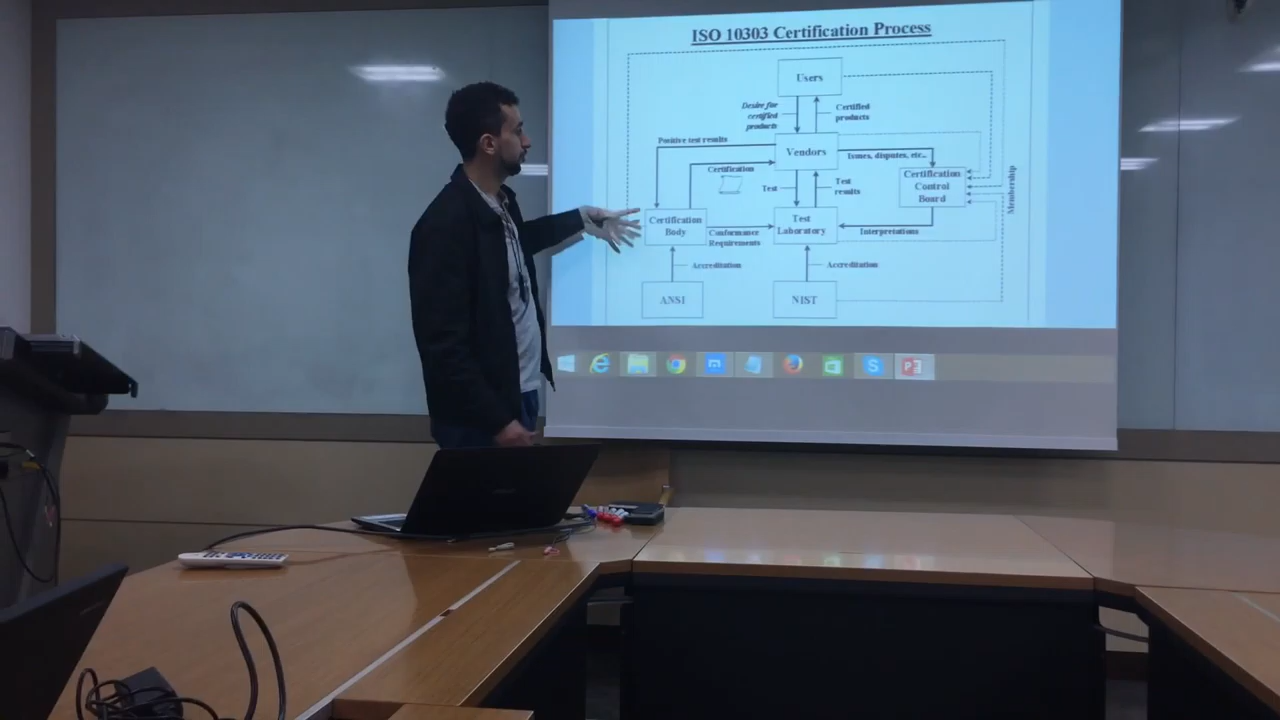 ISO 10303 Certification Process
Users
Desire for
certified
products
Certified
products
Positive test results
Vendors
Issues, disputes, etc..
Certification
Test
Test
results
Certification
Control
Board
Membership
Certification
Body
Conformance
Requirements
Test
Laboratory
Interpretations
Accreditation
Accreditation
ANSI
NIST